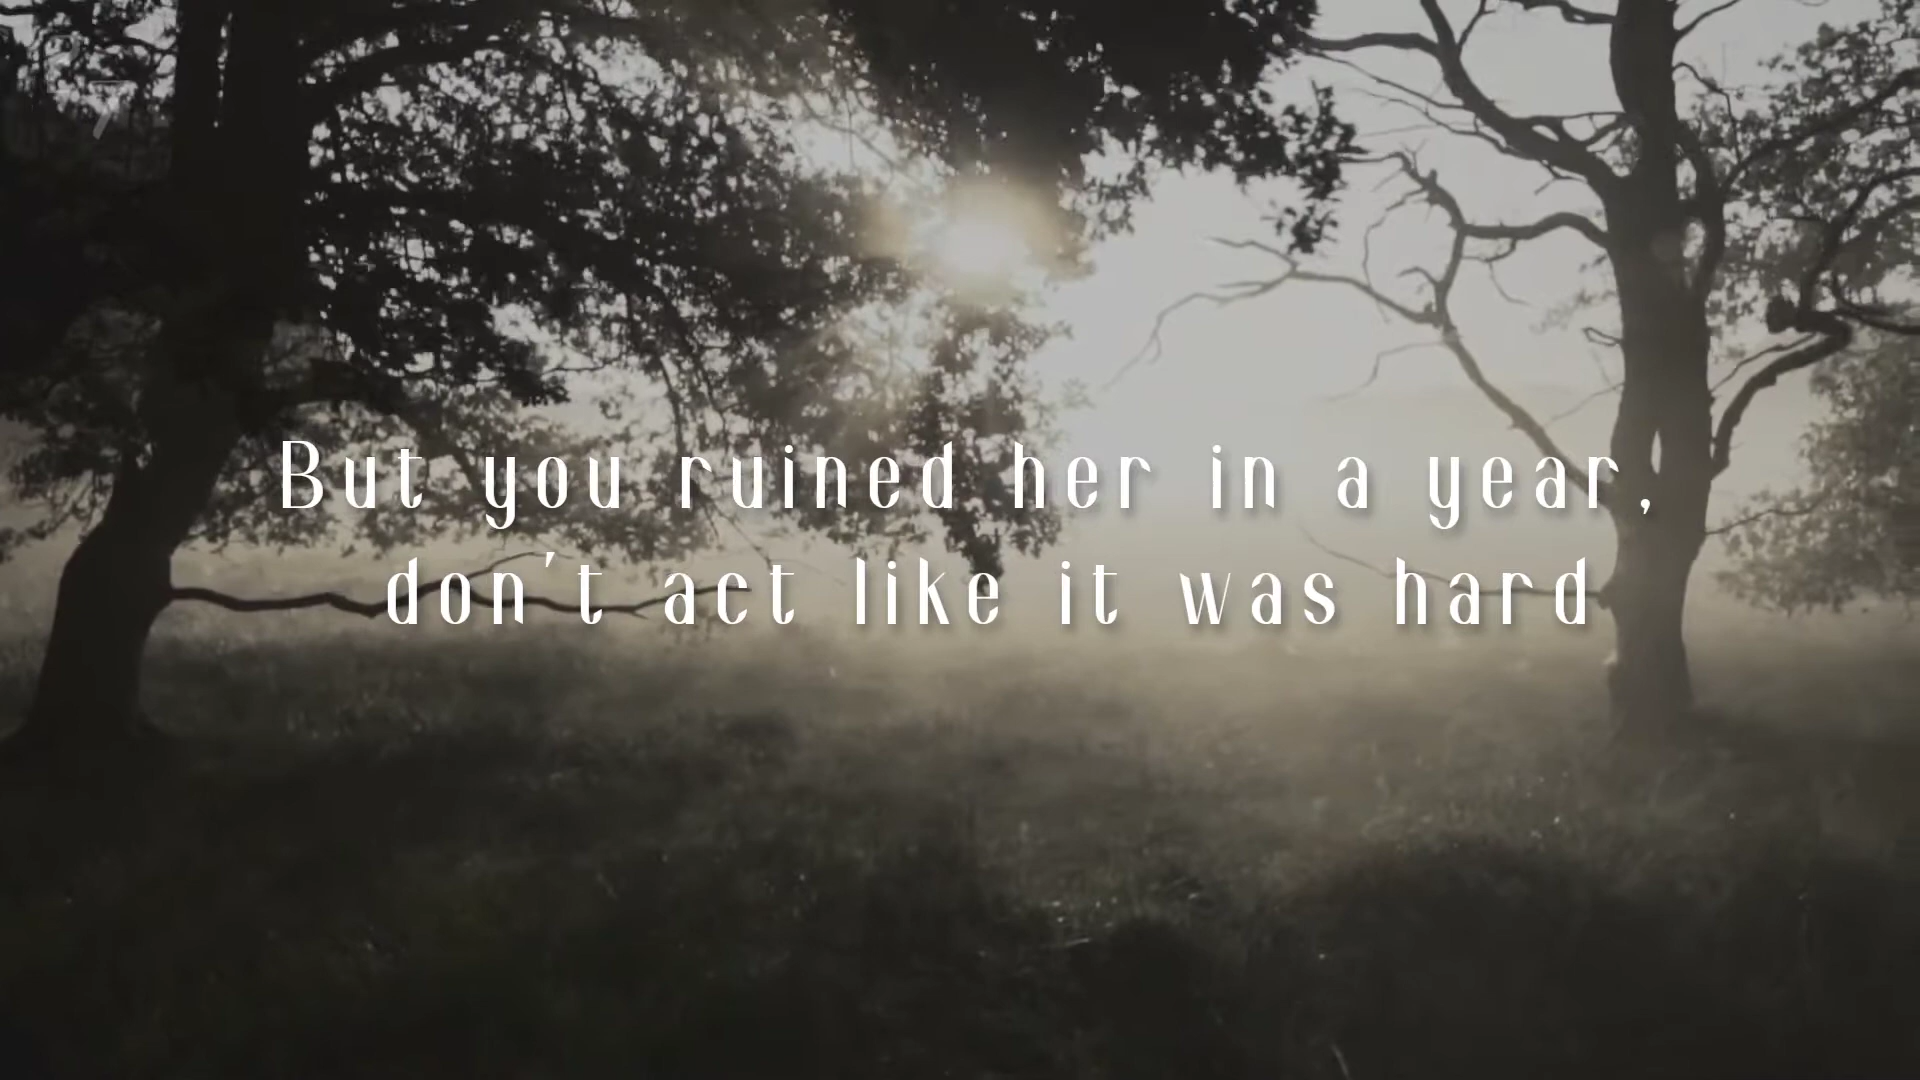 But you ruined her in a year,
don't act like it was hard